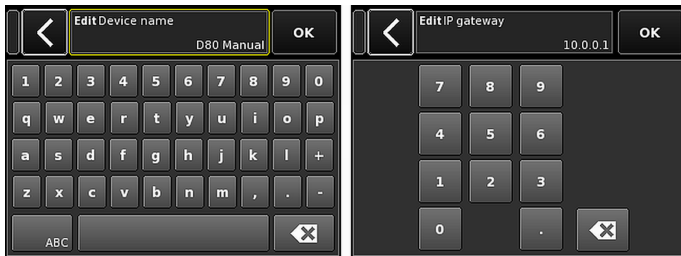 Edit Device name
D80 Manual
OK
1 2 3 4 5 6 7 8 9 0
q w e r t y u i o p
a s d f g h j k l +
z x c v b n m , . -
ABC
Edit IP gateway
10.0.0.1
OK
7 8 9
4 5 6
1 2 3
0 .